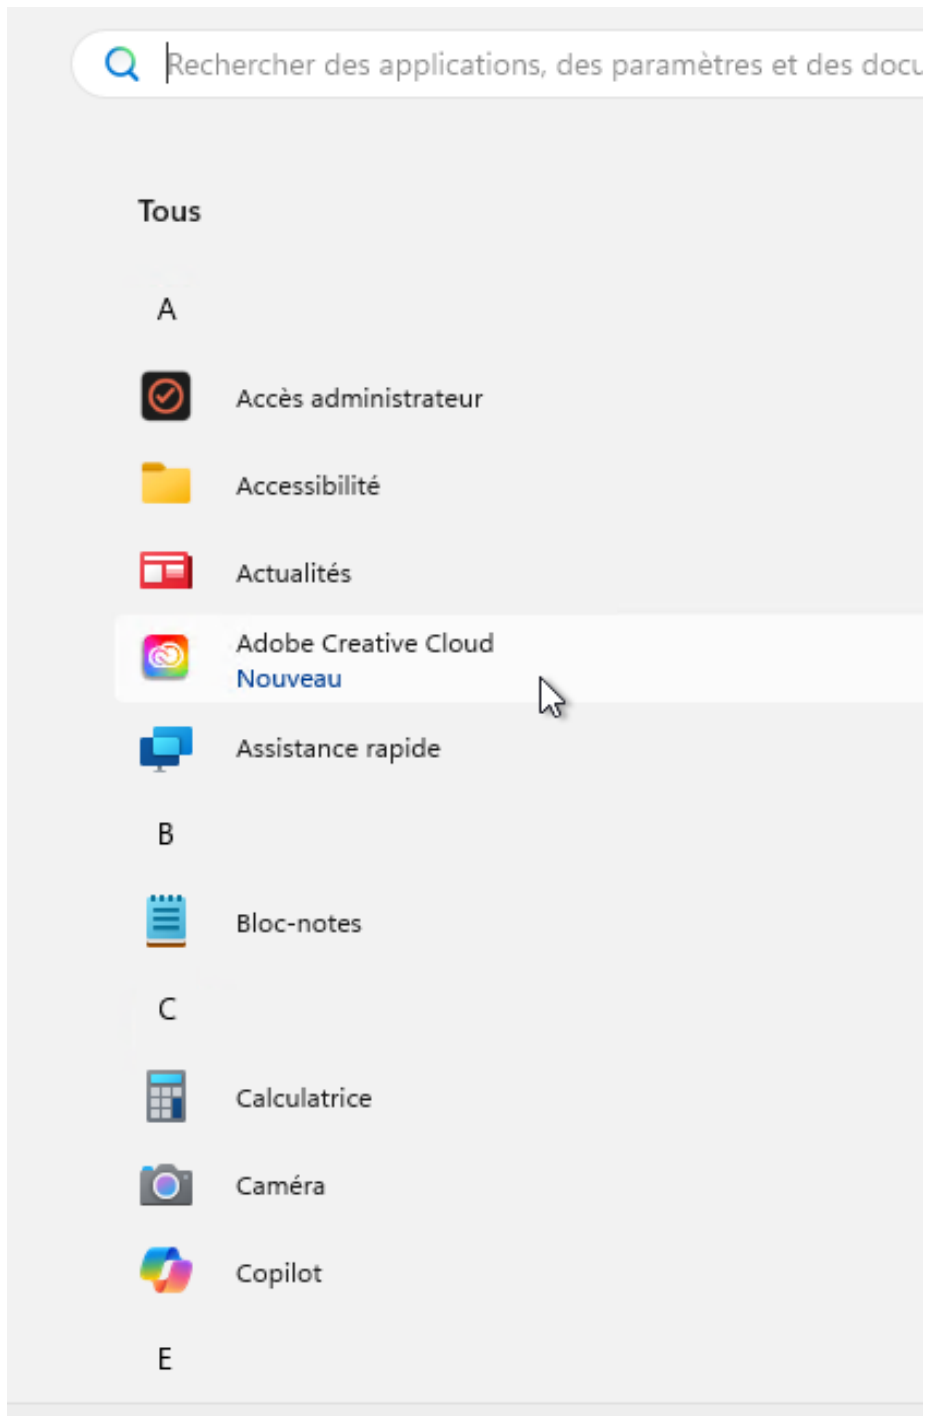 Rechercher des applications, des paramètres et des docu
Tous
A
Accès administrateur
Accessibilité
Actualités
Adobe Creative Cloud
Nouveau
Assistance rapide
B
Bloc-notes
C
Calculatrice
Caméra
Copilot
E